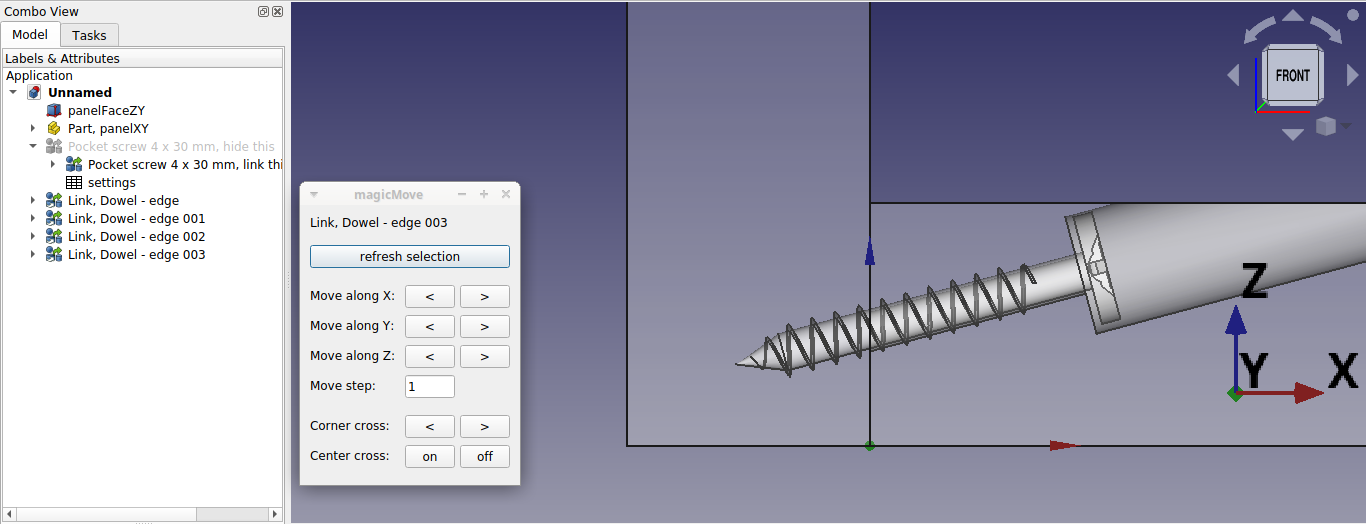 Combo View
Model Tasks
Labels & Attributes
Application
Unnamed
panelFaceZY
Part, panelXY
Pocket screw 4 x 30 mm, hide this
Pocket screw 4 x 30 mm, link thi
settings
Link, Dowel - edge
Link, Dowel - edge 001
Link, Dowel - edge 002
Link, Dowel - edge 003
magicMove
Link, Dowel - edge 003
refresh selection
Move along X: < >
Move along Y: < >
Move along Z: < >
Move step: 1
Corner cross: < >
Center cross: on off
FRONT
Z
Y X